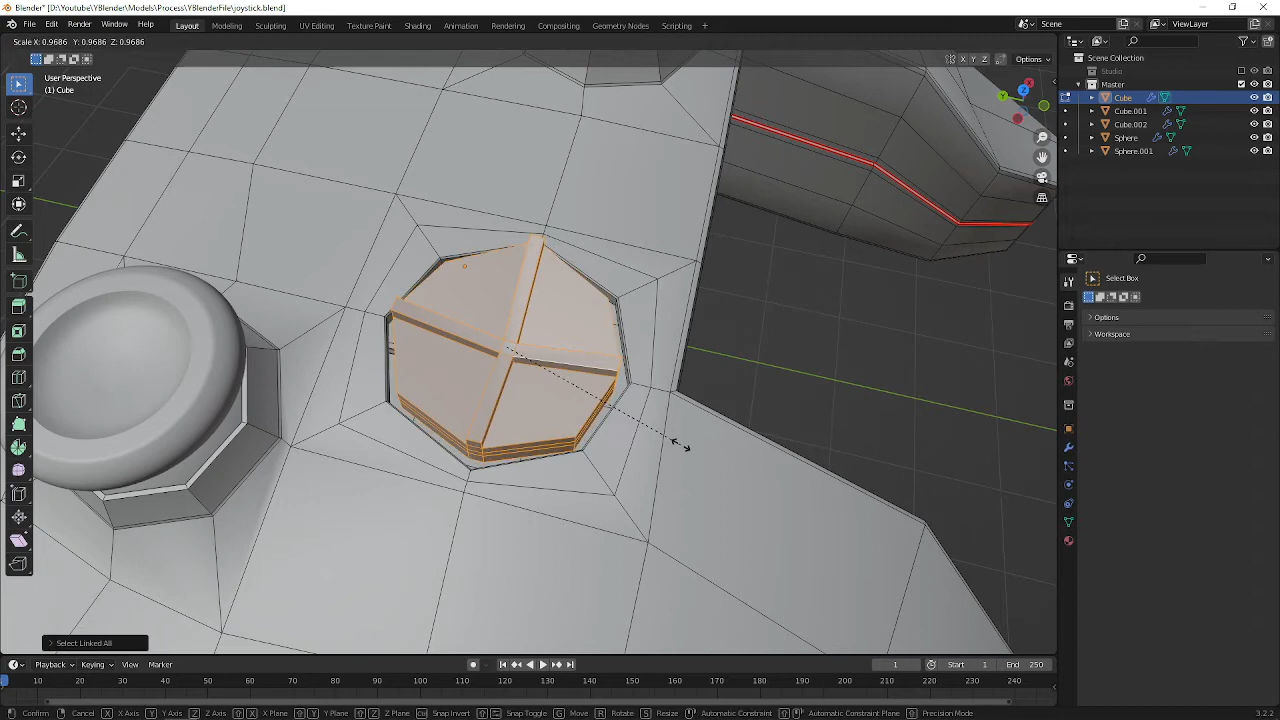 Blender* [D:\Youtube\YBlender\Models\Process\YBlenderFile\joystick.blend]
File Edit Render Window Help Layout Modeling Sculpting UV Editing Texture Paint Shading Animation Rendering Compositing Geometry Nodes Scripting + Scene ViewLayer
Scale X: 0.9686 Y: 0.9686 Z: 0.9686
X Y Z Options
User Perspective
(1) Cube
Scene Collection
Studio
Master
Cube
Cube.001
Cube.002
Sphere
Sphere.001
X
Y
Z
Select Box
Options
Workspace
Select Linked All
Playback Keying View Marker 1 Start 1 End 250
10 20 30 40 50 60 70 80 90 100 110 120 130 140 150 160 170 180 190 200 210 220 230 240
Confirm Cancel X X Axis Y Y Axis Z Z Axis X X Plane Y Y Plane Z Z Plane Snap Invert Snap Toggle G Move R Rotate S Resize Automatic Constraint Automatic Constraint Plane Precision Mode 3.2.2